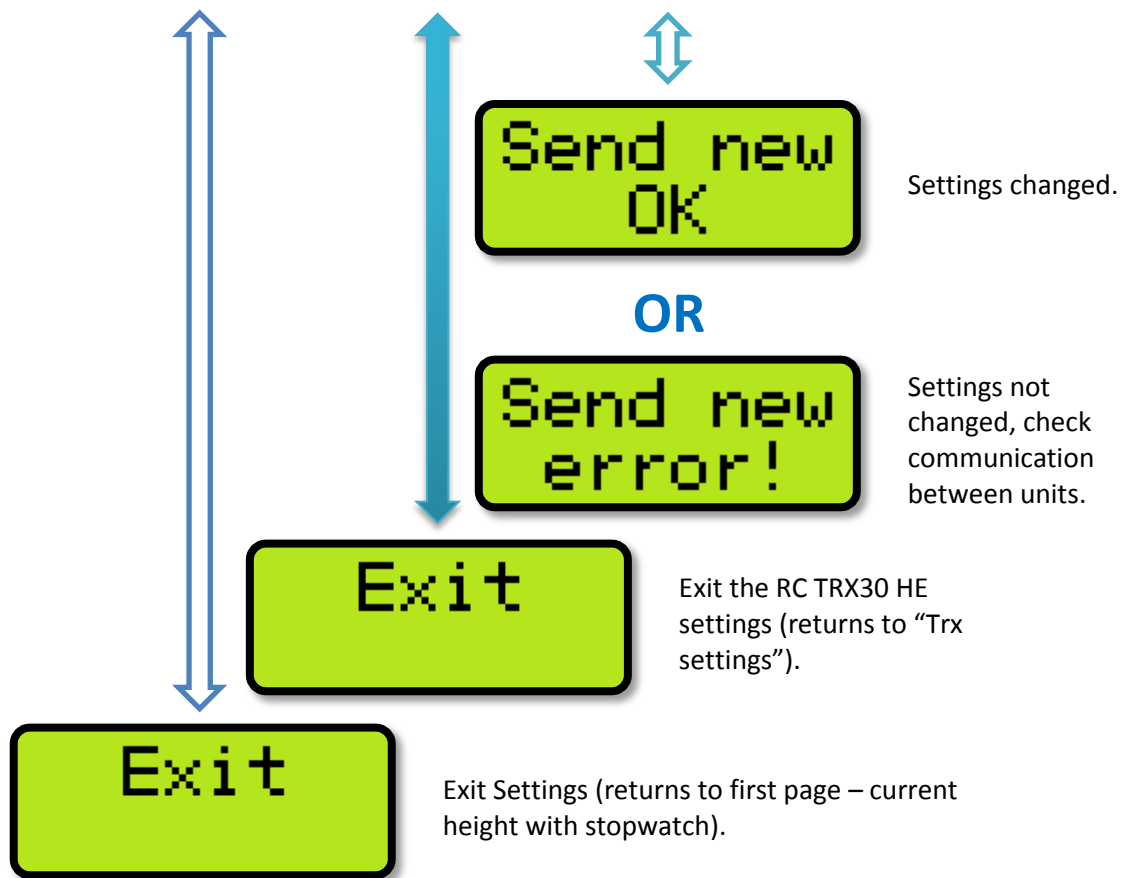 Send new
OK
Settings changed.
OR
Send new
error!
Settings not
changed, check
communication
between units.
Exit
Exit the RC TRX30 HE
settings (returns to “Trx
settings”).
Exit
Exit Settings (returns to first page – current
height with stopwatch).